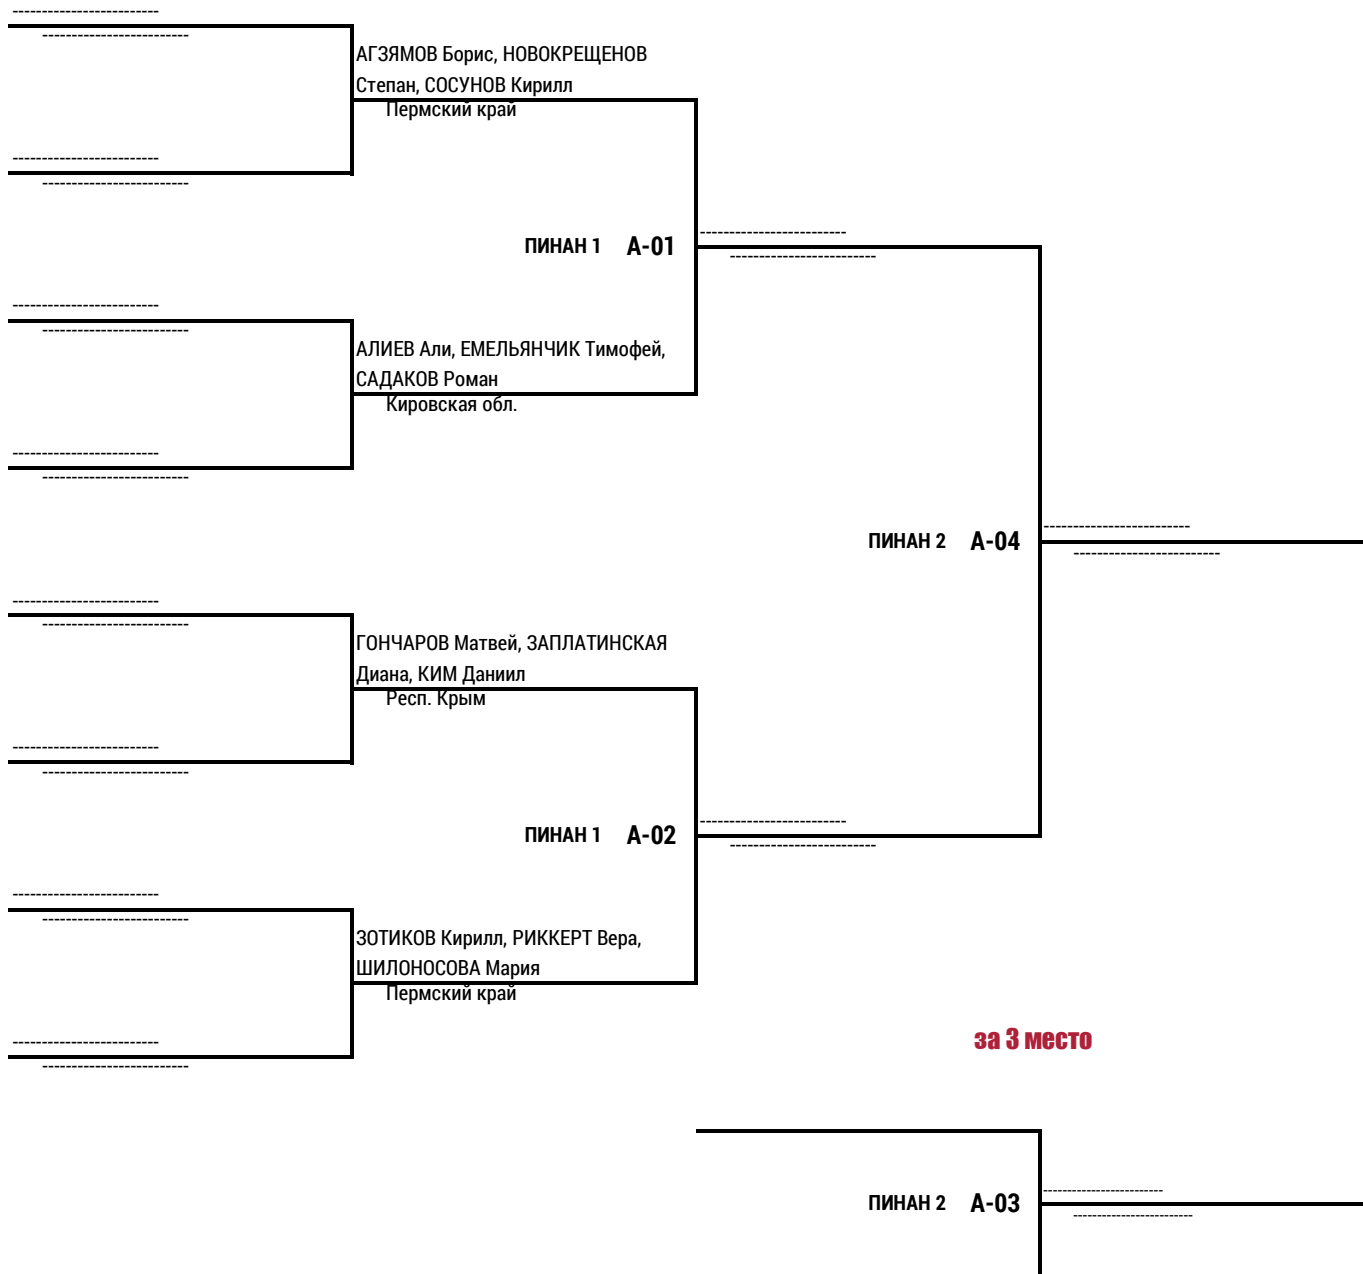 АГЗЯМОВ Борис, НОВОКРЕЩЕНОВ
Степан, СОСУНОВ Кирилл
Пермский край
ПИНАН 1 A-01
АЛИЕВ Али, ЕМЕЛЬЯНЧИК Тимофей,
САДАКОВ Роман
Кировская обл.
ПИНАН 2 A-04
ГОНЧАРОВ Матвей, ЗАПЛАТИНСКАЯ
Диана, КИМ Даниил
Респ. Крым
ПИНАН 1 A-02
ЗОТИКОВ Кирилл, РИККЕРТ Вера,
ШИЛОНОСОВА Мария
Пермский край
за 3 место
ПИНАН 2 A-03